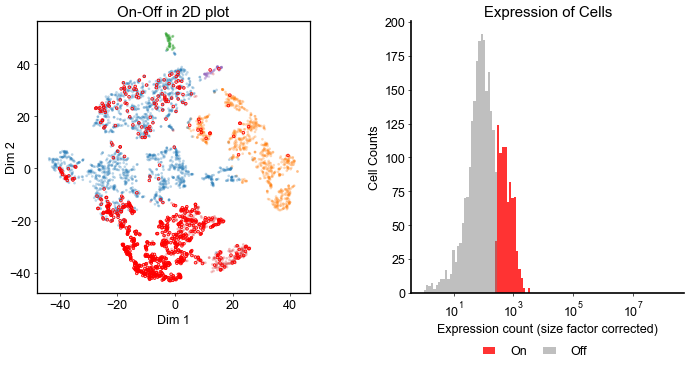 On-Off in 2D plot
Dim 2
40
20
0
−20
−40
−40 −20 0 20 40
Dim 1
Expression of Cells
Cell Counts
200
175
150
125
100
75
50
25
0
10^1 10^3 10^5 10^7
Expression count (size factor corrected)
On Off